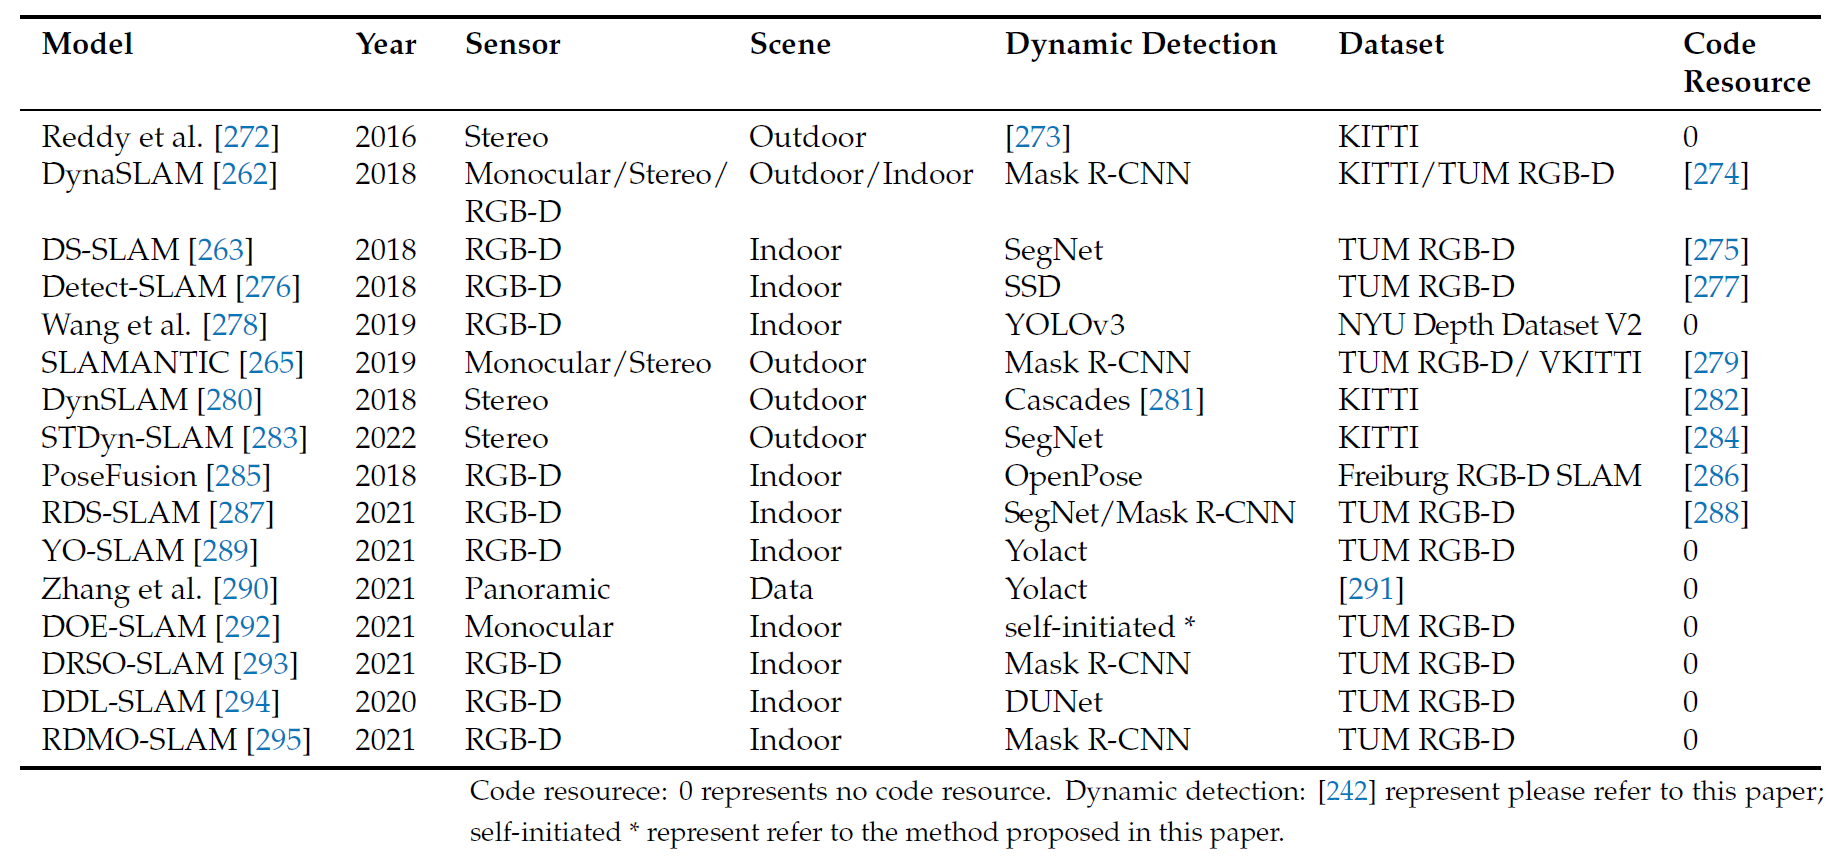 Model Year Sensor Scene Dynamic Detection Dataset Code
Resource
Reddy et al. [272] 2016 Stereo Outdoor [273] KITTI 0
DynaSLAM [262] 2018 Monocular/Stereo/ Outdoor/Indoor Mask R-CNN KITTI/TUM RGB-D [274]
RGB-D
DS-SLAM [263] 2018 RGB-D Indoor SegNet TUM RGB-D [275]
Detect-SLAM [276] 2018 RGB-D Indoor SSD TUM RGB-D [277]
Wang et al. [278] 2019 RGB-D Indoor YOLOv3 NYU Depth Dataset V2 0
SLAMANTIC [265] 2019 Monocular/Stereo Outdoor Mask R-CNN TUM RGB-D/ VKITTI [279]
DynSLAM [280] 2018 Stereo Outdoor Cascades [281] KITTI [282]
STDyn-SLAM [283] 2022 Stereo Outdoor SegNet KITTI [284]
PoseFusion [285] 2018 RGB-D Indoor OpenPose Freiburg RGB-D SLAM [286]
RDS-SLAM [287] 2021 RGB-D Indoor SegNet/Mask R-CNN TUM RGB-D [288]
YO-SLAM [289] 2021 RGB-D Indoor Yolact TUM RGB-D 0
Zhang et al. [290] 2021 Panoramic Data Yolact [291] 0
DOE-SLAM [292] 2021 Monocular Indoor self-initiated * TUM RGB-D 0
DRSO-SLAM [293] 2021 RGB-D Indoor Mask R-CNN TUM RGB-D 0
DDL-SLAM [294] 2020 RGB-D Indoor DUNet TUM RGB-D 0
RDMO-SLAM [295] 2021 RGB-D Indoor Mask R-CNN TUM RGB-D 0
Code resourece: 0 represents no code resource. Dynamic detection: [242] represent please refer to this paper;
self-initiated * represent refer to the method proposed in this paper.